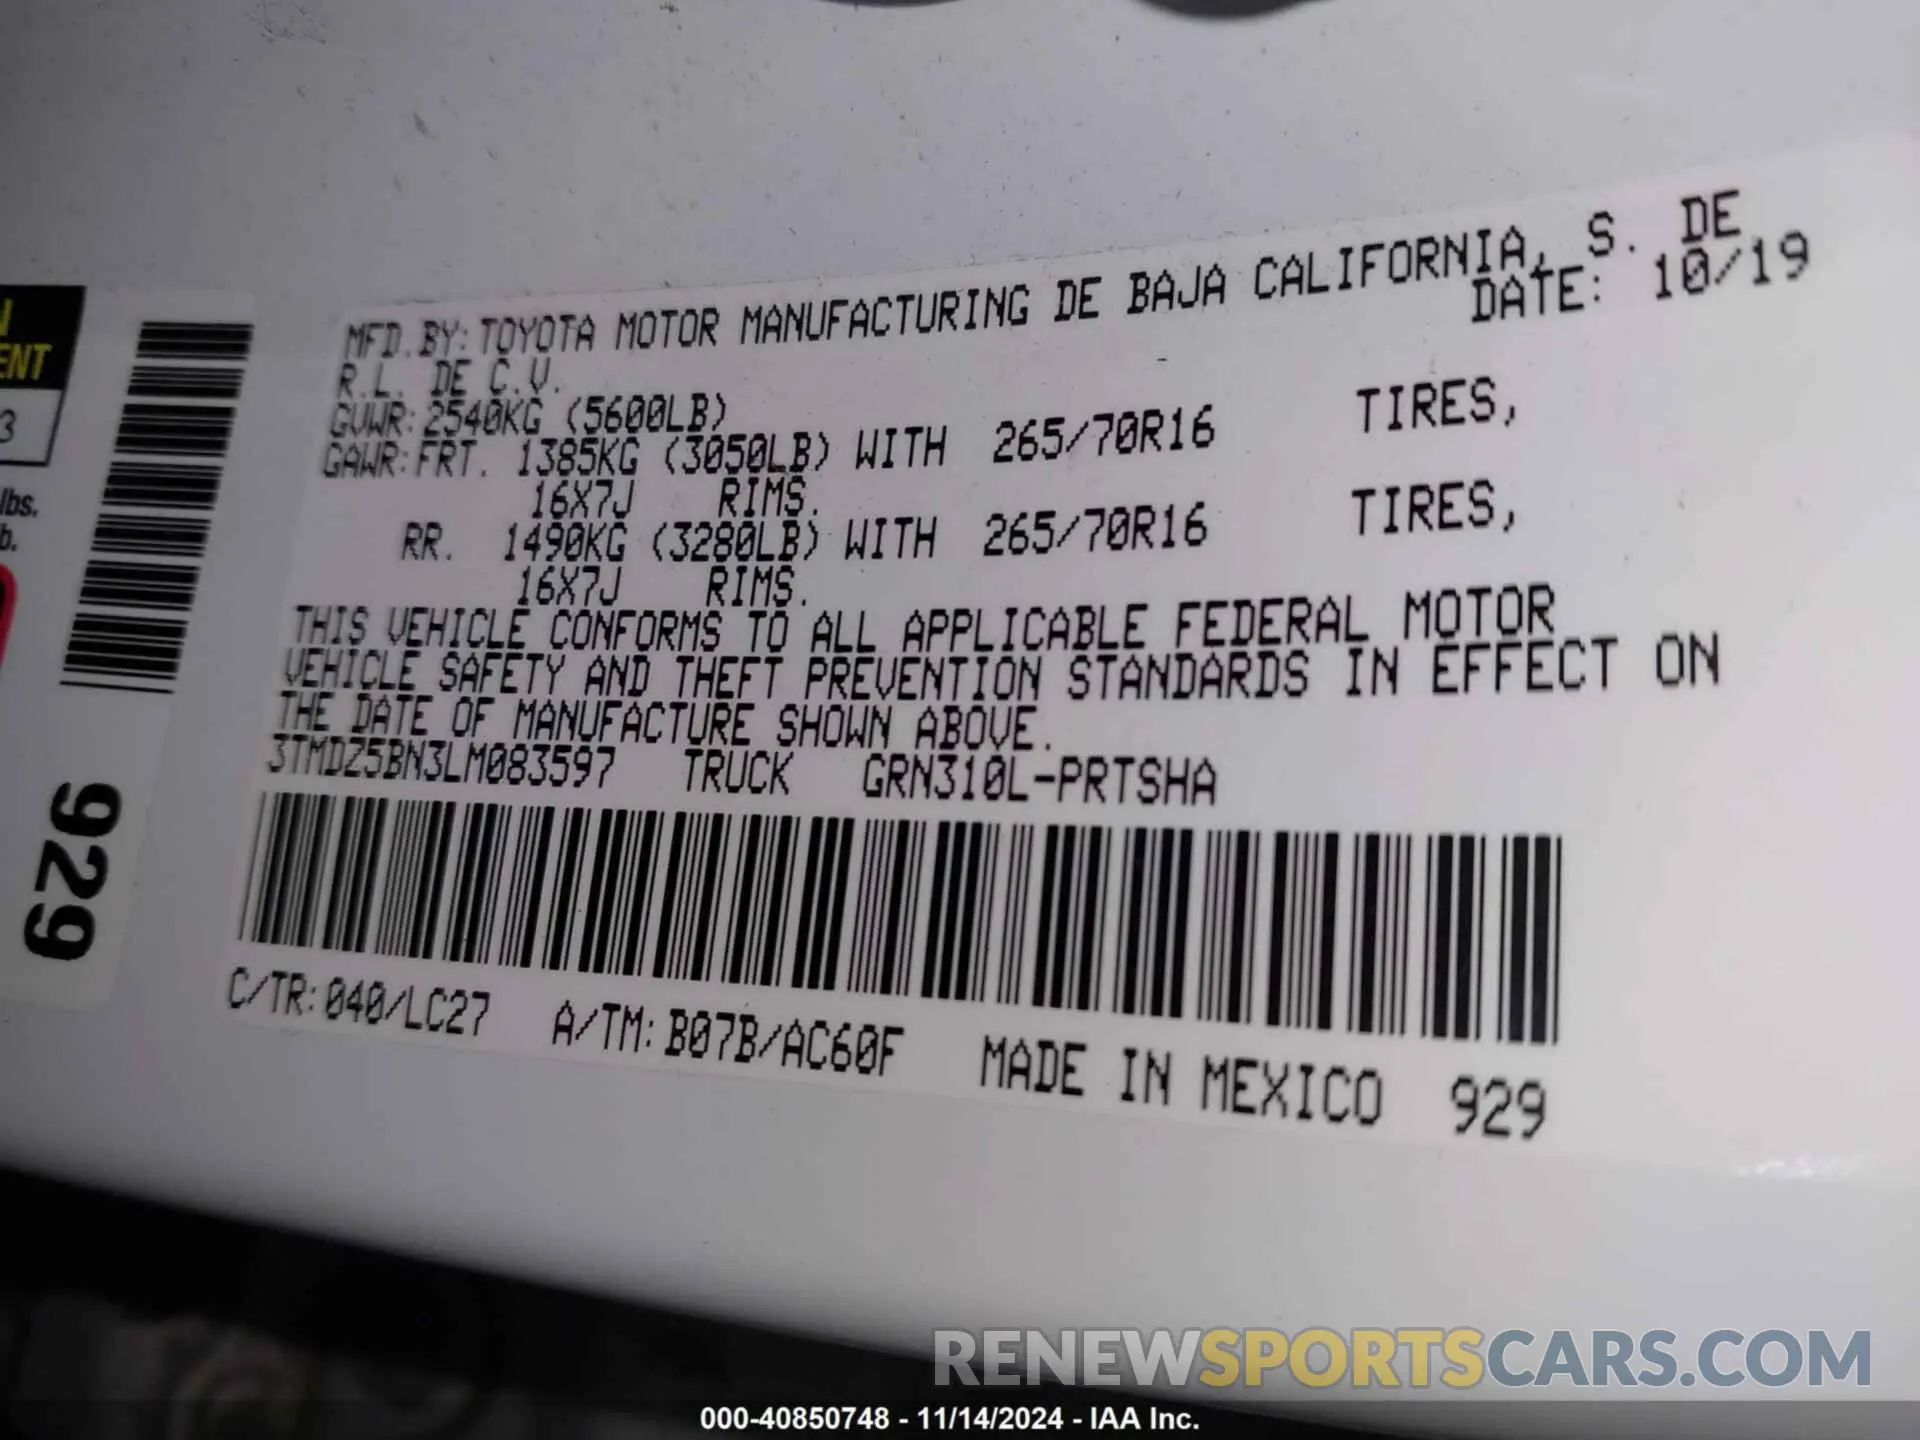 MFD. BY: TOYOTA MOTOR MANUFACTURING DE BAJA CALIFORNIA, S. DE
R.L. DE C.V. DATE: 10/19
GVWR: 2540KG (5600LB)
GAWR: FRT. 1385KG (3050LB) WITH 265/70R16 TIRES,
16X7J RIMS.
RR. 1490KG (3280LB) WITH 265/70R16 TIRES,
16X7J RIMS.
THIS VEHICLE CONFORMS TO ALL APPLICABLE FEDERAL MOTOR
VEHICLE SAFETY AND THEFT PREVENTION STANDARDS IN EFFECT ON
THE DATE OF MANUFACTURE SHOWN ABOVE.
3TMDZ5BN3LM083597 TRUCK GRN310L-PRTSHA
C/TR: 040/LC27 A/TM: B07B/AC60F MADE IN MEXICO 929
929
3
lbs.
RENEWSPORTSCARS.COM
000-40850748 - 11/14/2024 - IAA Inc.